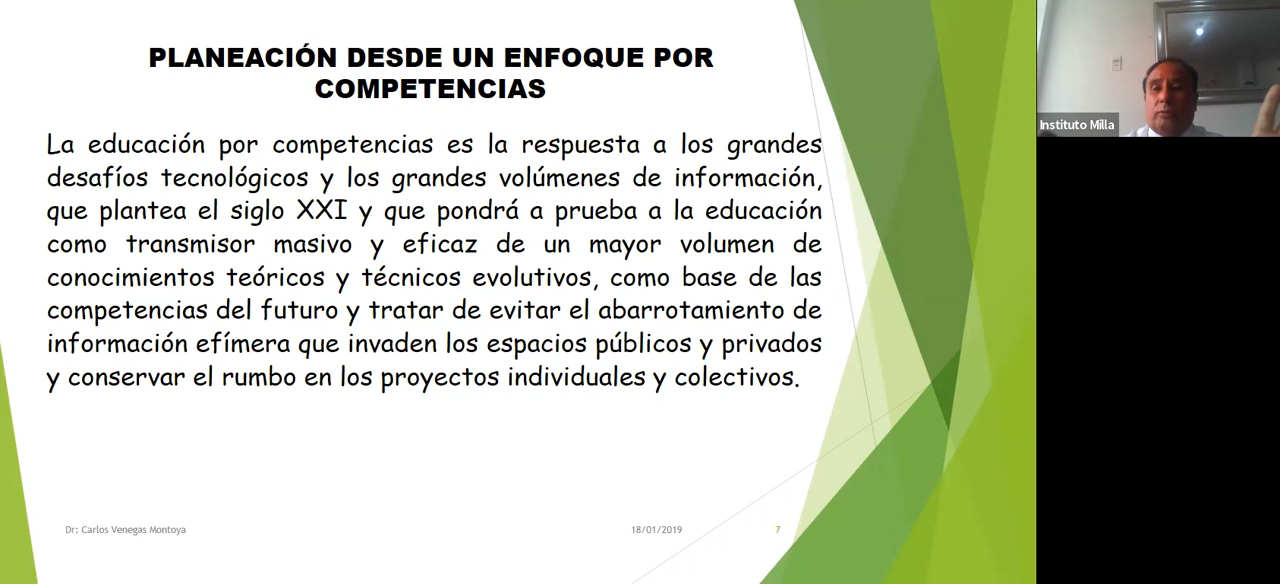 PLANEACIÓN DESDE UN ENFOQUE POR
COMPETENCIAS
La educación por competencias es la respuesta a los grandes
desafíos tecnológicos y los grandes volúmenes de información,
que plantea el siglo XXI y que pondrá a prueba a la educación
como transmisor masivo y eficaz de un mayor volumen de
conocimientos teóricos y técnicos evolutivos, como base de las
competencias del futuro y tratar de evitar el abarrotamiento de
información efímera que invaden los espacios públicos y privados
y conservar el rumbo en los proyectos individuales y colectivos.
Dr: Carlos Venegas Montoya
18/01/2019
7
Instituto Milla